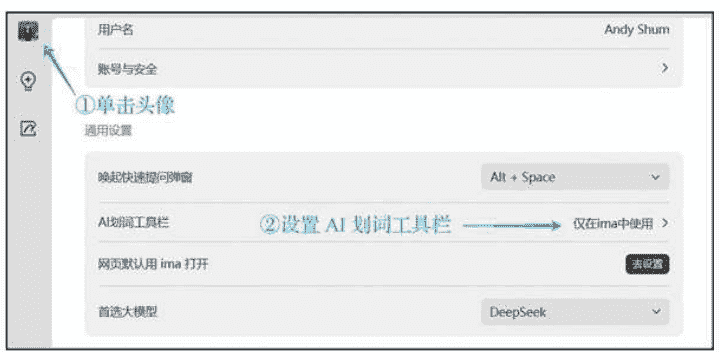 用户名 Andy Shum
账号与安全
①单击头像
通用设置
唤起快速提问弹窗 Alt + Space
AI划词工具栏 ②设置 AI 划词工具栏 仅在ima中使用
网页默认用 ima 打开 去设置
首选大模型 DeepSeek